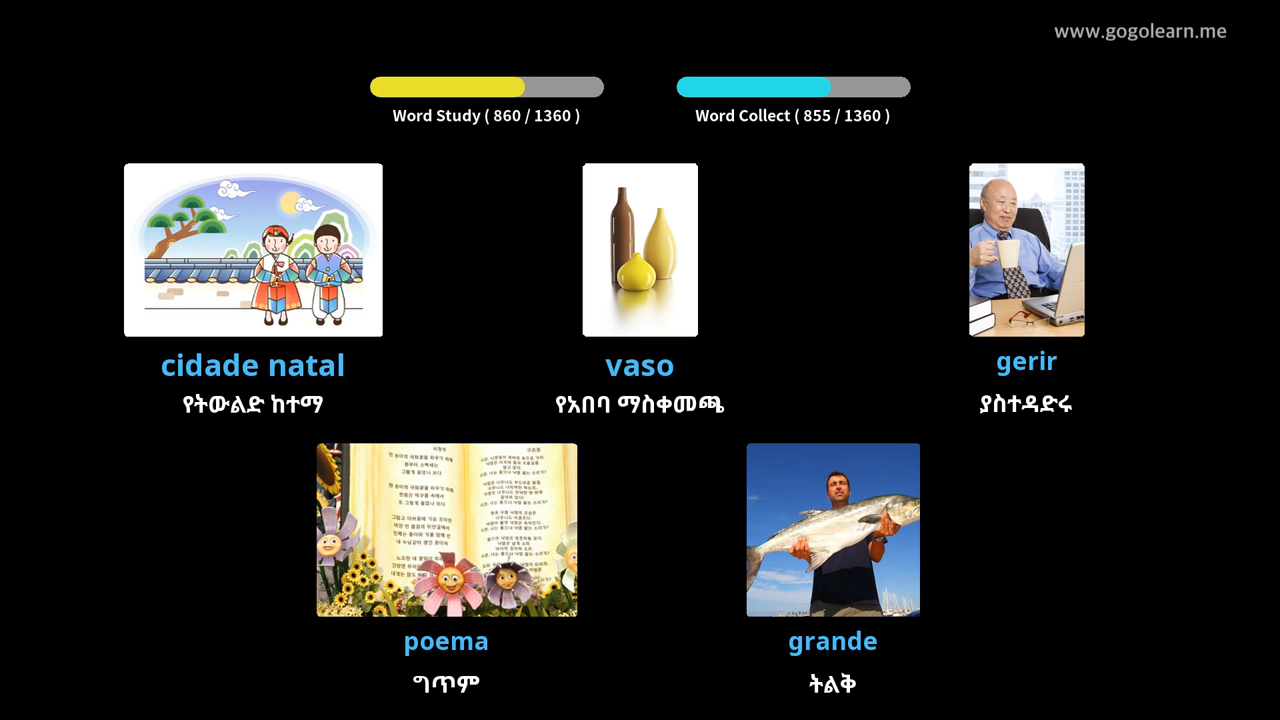 www.gogolearn.me
Word Study ( 860 / 1360 )
Word Collect ( 855 / 1360 )
cidade natal
የትውልድ ከተማ
vaso
የአበባ ማስቀመጫ
gerir
ያስተዳድሩ
poema
ግጥም
grande
ትልቅ